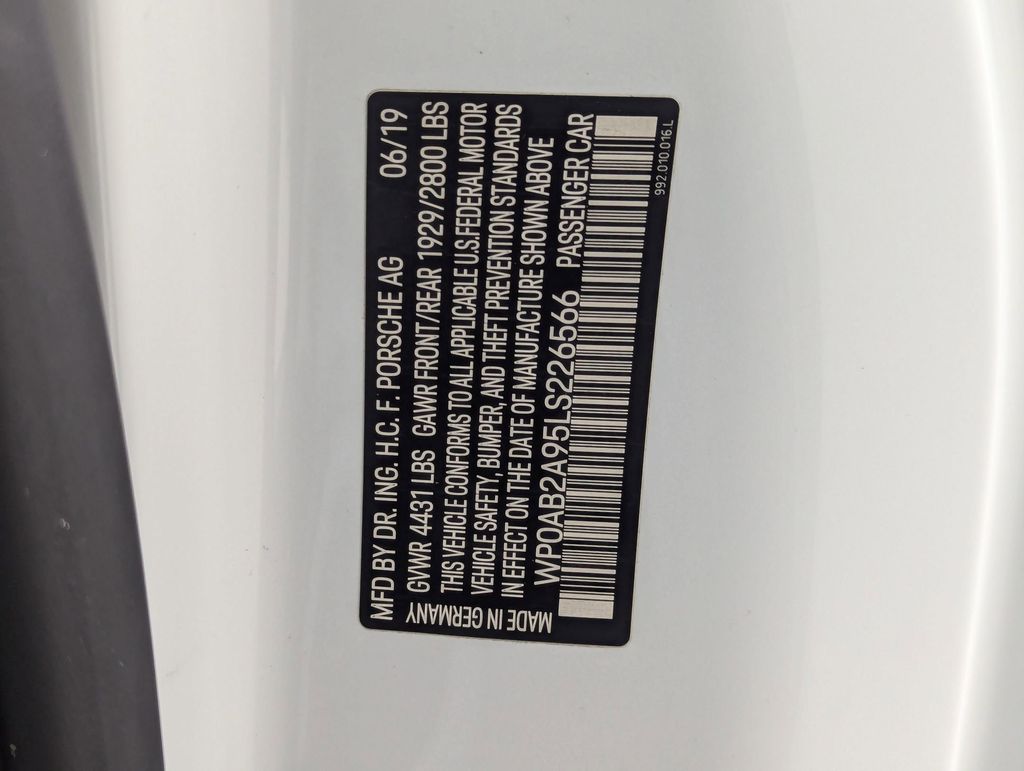 MFD BY DR. ING. H.C. F. PORSCHE AG 06/19
GVWR 4431 LBS GAWR FRONT/REAR 1929/2800 LBS
THIS VEHICLE CONFORMS TO ALL APPLICABLE U.S.FEDERAL MOTOR
VEHICLE SAFETY, BUMPER, AND THEFT PREVENTION STANDARDS
IN EFFECT ON THE DATE OF MANUFACTURE SHOWN ABOVE
WP0AB2A95LS226566 PASSENGER CAR
992.010.016.L
MADE IN GERMANY